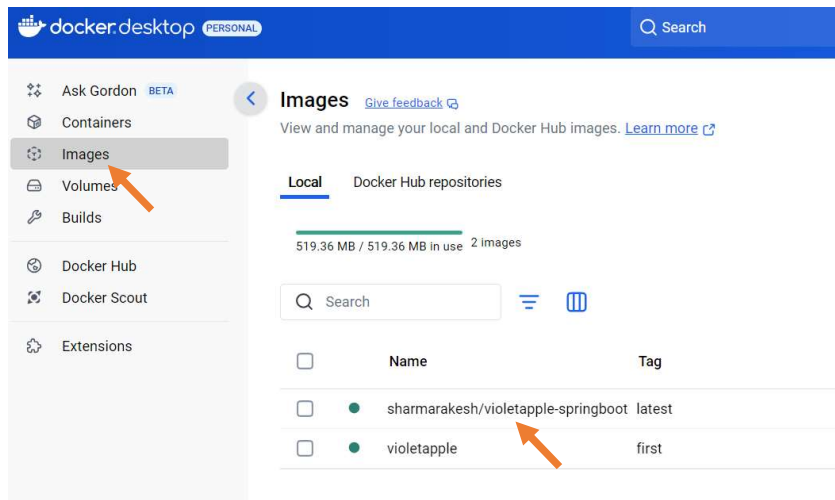 docker.desktop PERSONAL
Search
Ask Gordon BETA
Containers
Images
Volumes
Builds
Docker Hub
Docker Scout
Extensions
Images Give feedback
View and manage your local and Docker Hub images. Learn more
Local Docker Hub repositories
519.36 MB / 519.36 MB in use 2 images
Search
Name Tag
sharmarakesh/violetapple-springboot latest
violetapple first